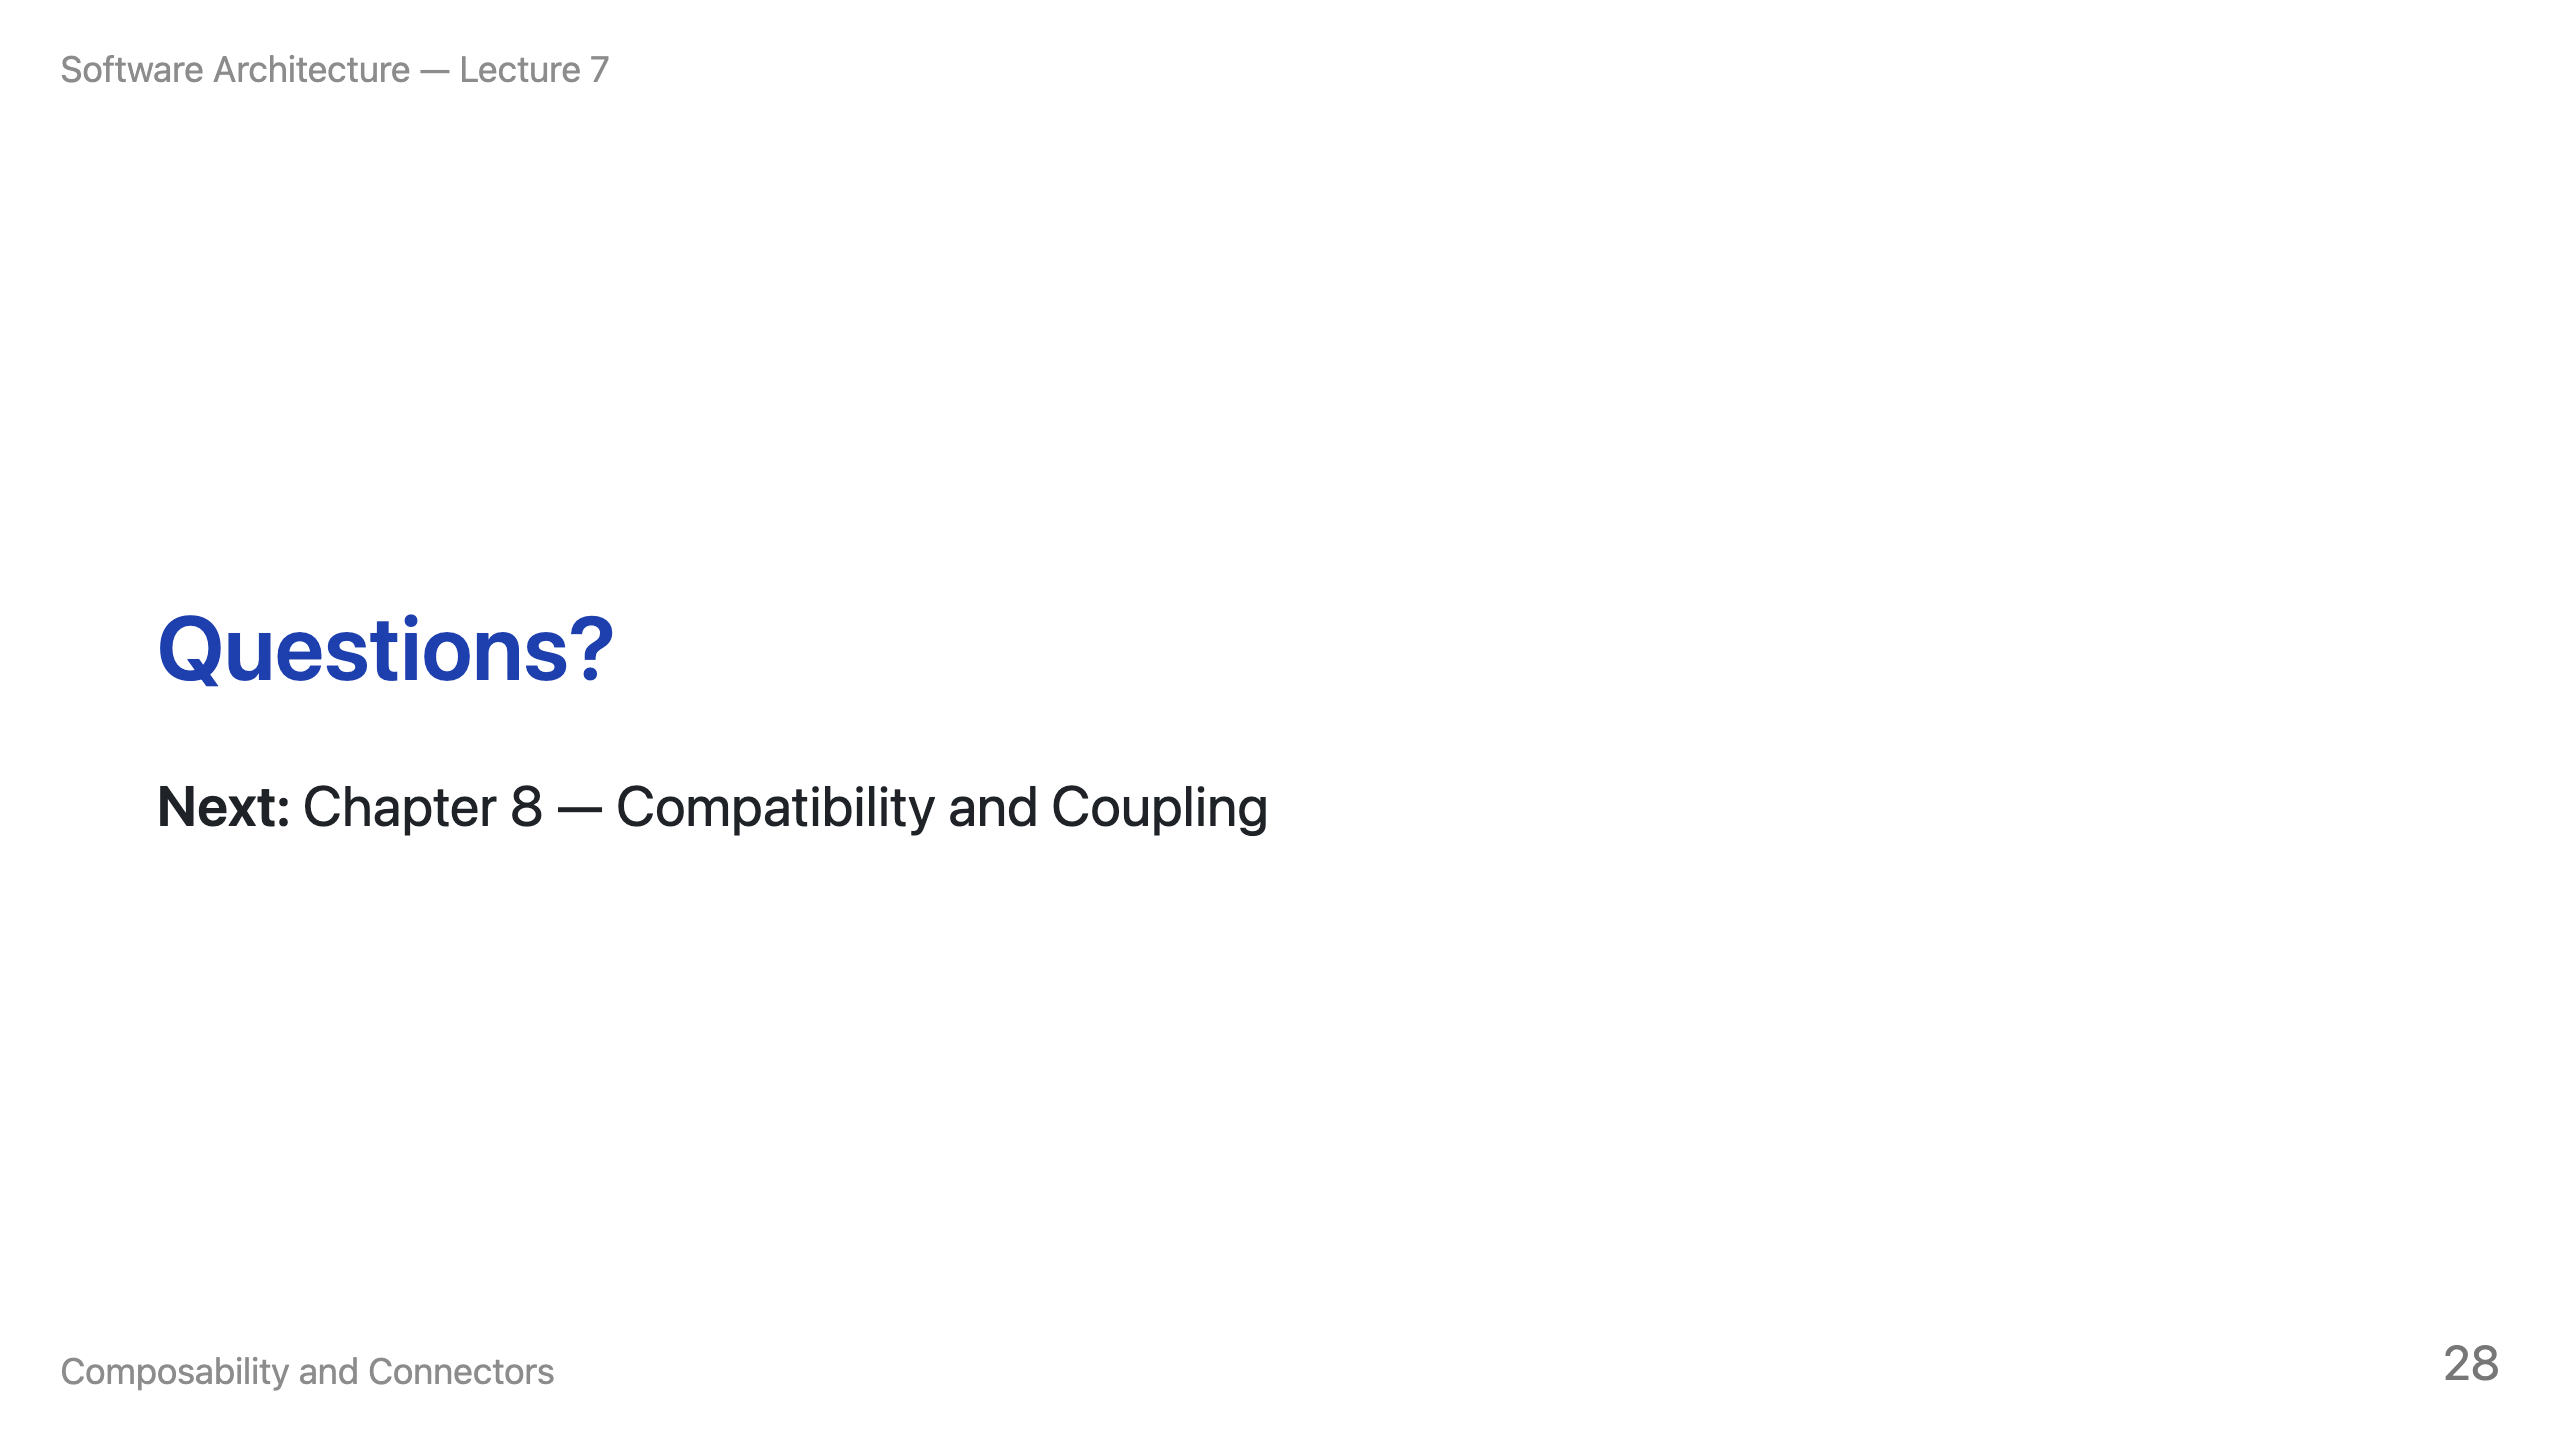 Software Architecture — Lecture 7
Questions?
Next: Chapter 8 — Compatibility and Coupling
Composability and Connectors
28